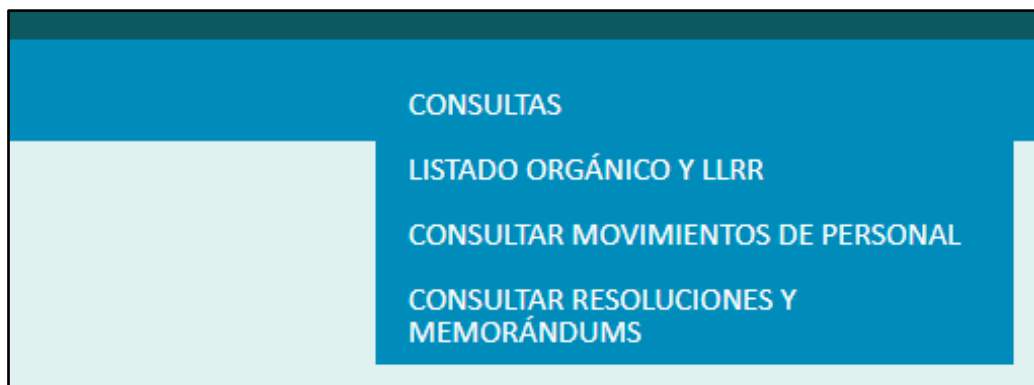 CONSULTAS
LISTADO ORGÁNICO Y LLRR
CONSULTAR MOVIMIENTOS DE PERSONAL
CONSULTAR RESOLUCIONES Y
MEMORÁNDUMS